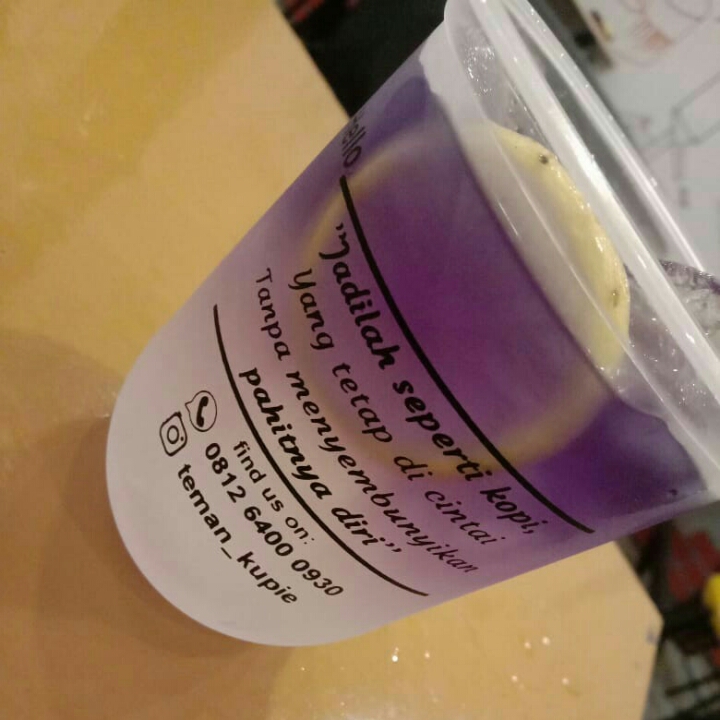 "Jadilah seperti kopi,
Yang tetap di cintai
Tanpa menyembunyikan
pahitnya diri"
find us on:
0812 6400 0930
teman_kupie